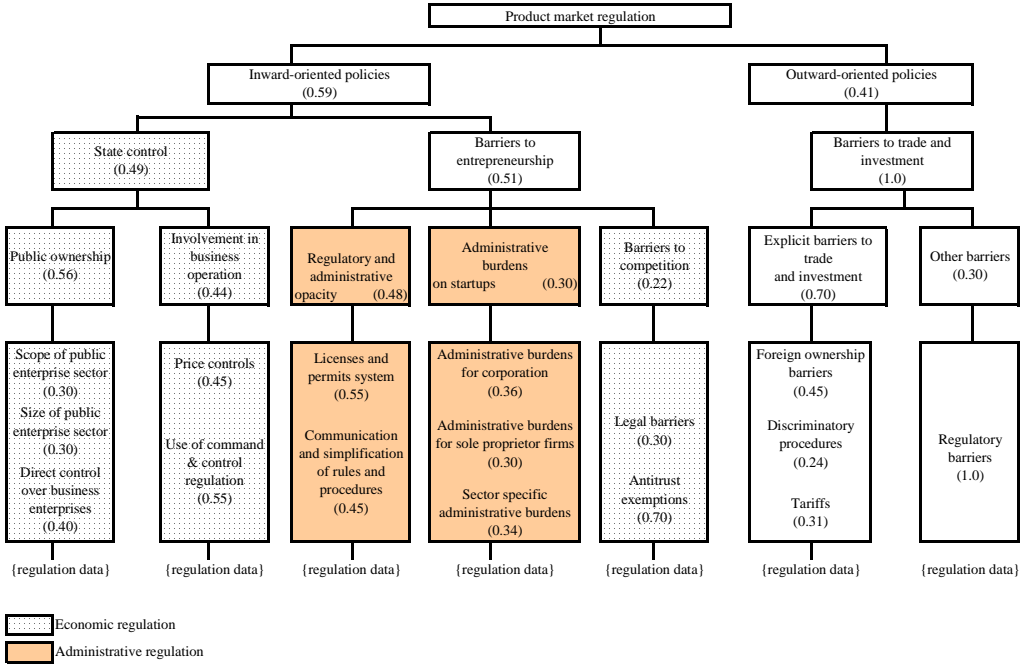 Product market regulation
Inward-oriented policies
(0.59)
Outward-oriented policies
(0.41)
State control
(0.49)
Barriers to
entrepreneurship
(0.51)
Barriers to trade and
investment
(1.0)
Public ownership
(0.56)
Involvement in
business
operation
(0.44)
Regulatory and
administrative
opacity (0.48)
Administrative
burdens
on startups (0.30)
Barriers to
competition
(0.22)
Explicit barriers to
trade
and investment
(0.70)
Other barriers
(0.30)
Scope of public
enterprise sector
(0.30)
Size of public
enterprise sector
(0.30)
Direct control
over business
enterprises
(0.40)
Price controls
(0.45)
Use of command
& control
regulation
(0.55)
Licenses and
permits system
(0.55)
Communication
and simplification
of rules and
procedures
(0.45)
Administrative burdens
for corporation
(0.36)
Administrative burdens
for sole proprietor firms
(0.30)
Sector specific
administrative burdens
(0.34)
Legal barriers
(0.30)
Antitrust
exemptions
(0.70)
Foreign ownership
barriers
(0.45)
Discriminatory
procedures
(0.24)
Tariffs
(0.31)
Regulatory
barriers
(1.0)
{regulation data}
{regulation data}
{regulation data}
{regulation data}
{regulation data}
{regulation data}
{regulation data}
Economic regulation
Administrative regulation